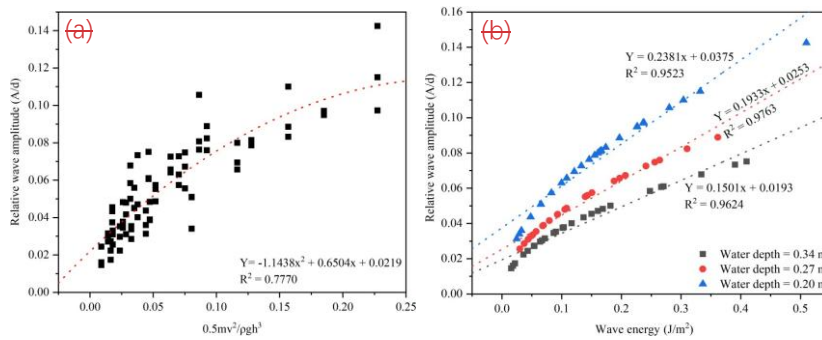 (a)
Relative wave amplitude (A/d)
0.14
0.12
0.10
0.08
0.06
0.04
0.02
0.00
Y= -1.1438x² + 0.6504x + 0.0219
R² = 0.7770
0.00 0.05 0.10 0.15 0.20 0.25
0.5mv²/ρgh³
(b)
Relative wave amplitude (A/d)
0.16
0.14
0.12
0.10
0.08
0.06
0.04
0.02
0.00
Y = 0.2381x + 0.0375
R² = 0.9523
Y = 0.1933x + 0.0253
R² = 0.9763
Y = 0.1501x + 0.0193
R² = 0.9624
Water depth = 0.34
Water depth = 0.27
Water depth = 0.20
0.0 0.1 0.2 0.3 0.4 0.5
Wave energy (J/m²)